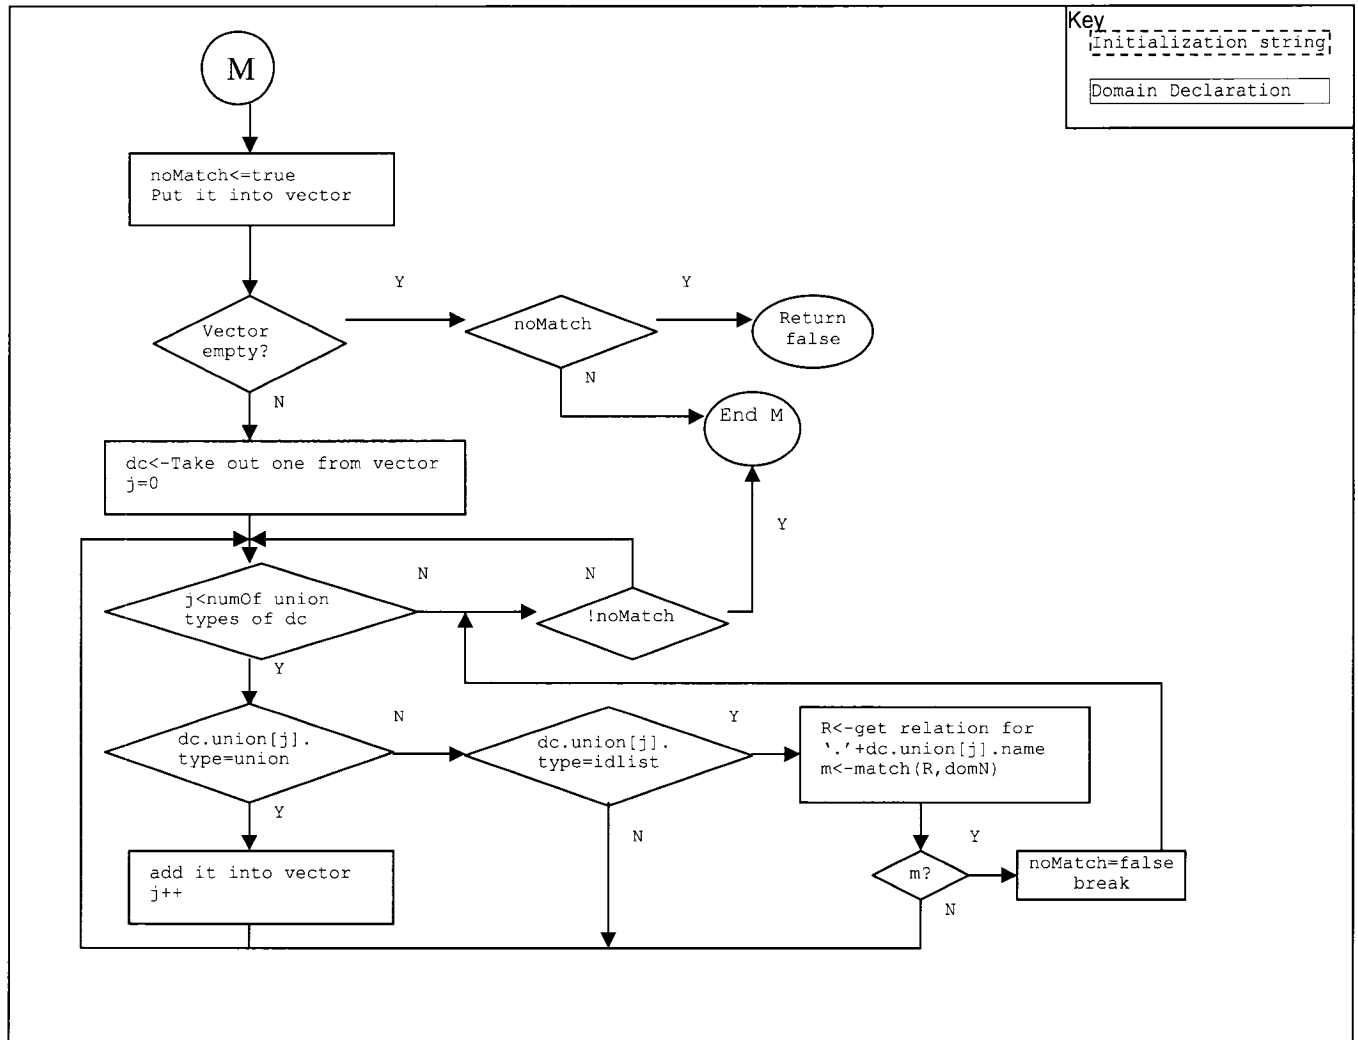 Key
Initialization string
Domain Declaration
M
noMatch<=true
Put it into vector
Y
Y
Vector
empty?
noMatch
Return
false
N
N
End M
dc<-Take out one from vector
j=0
Y
N
N
j<numOf union
types of dc
!noMatch
Y
N
Y
dc.union[j].
type=union
dc.union[j].
type=idlist
R<-get relation for
‘.’+dc.union[j].name
m<-match(R,domN)
Y
N
Y
add it into vector
j++
m?
noMatch=false
break
N